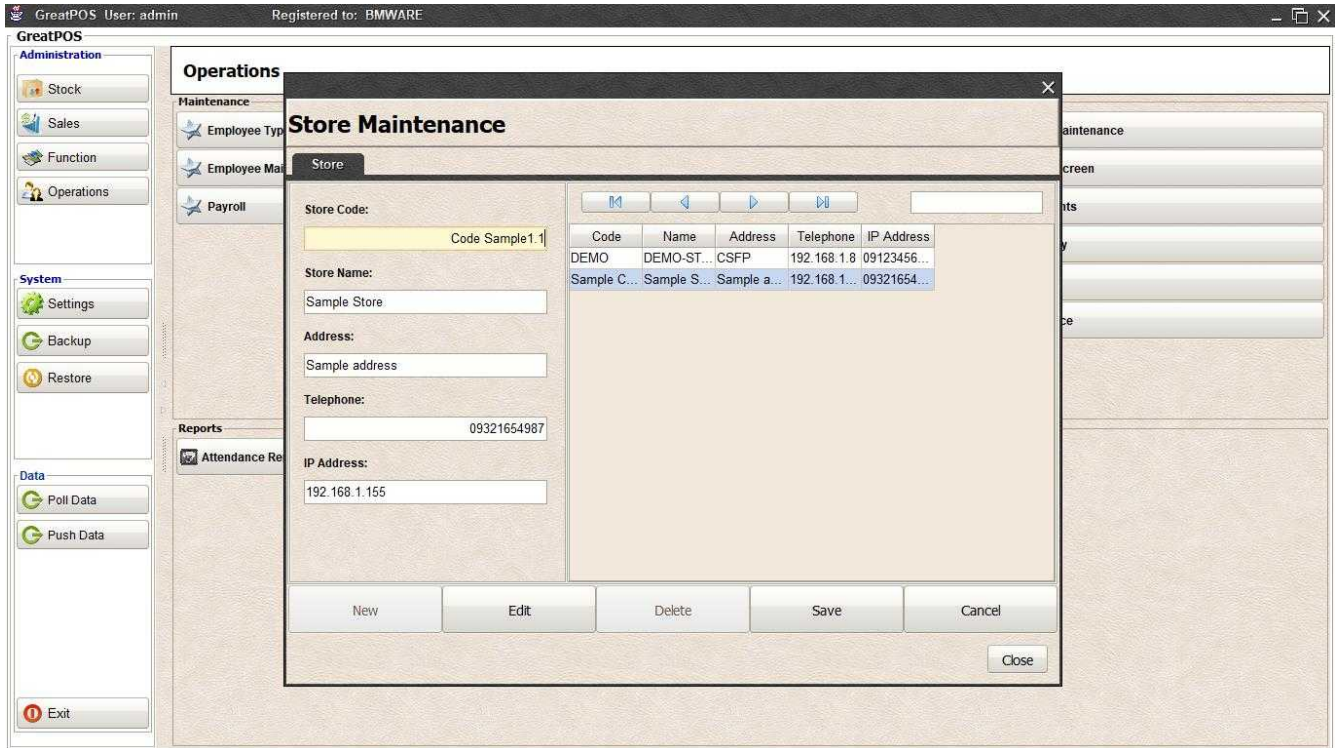 GreatPOS User: admin Registered to: BMWARE
GreatPOS
Administration
Stock
Sales
Function
Operations
System
Settings
Backup
Restore
Data
Poll Data
Push Data
Exit
Operations
Maintenance
Employee Typ
Employee Mai
Payroll
aintenance
creen
nts
y
ce
Reports
Attendance Re
Store Maintenance
Store
Store Code:
Code Sample1.1
Store Name:
Sample Store
Address:
Sample address
Telephone:
09321654987
IP Address:
192.168.1.155
Code Name Address Telephone IP Address
DEMO DEMO-ST... CSFP 192.168.1.8 09123456...
Sample C... Sample S... Sample a... 192.168.1... 09321654...
New Edit Delete Save Cancel
Close